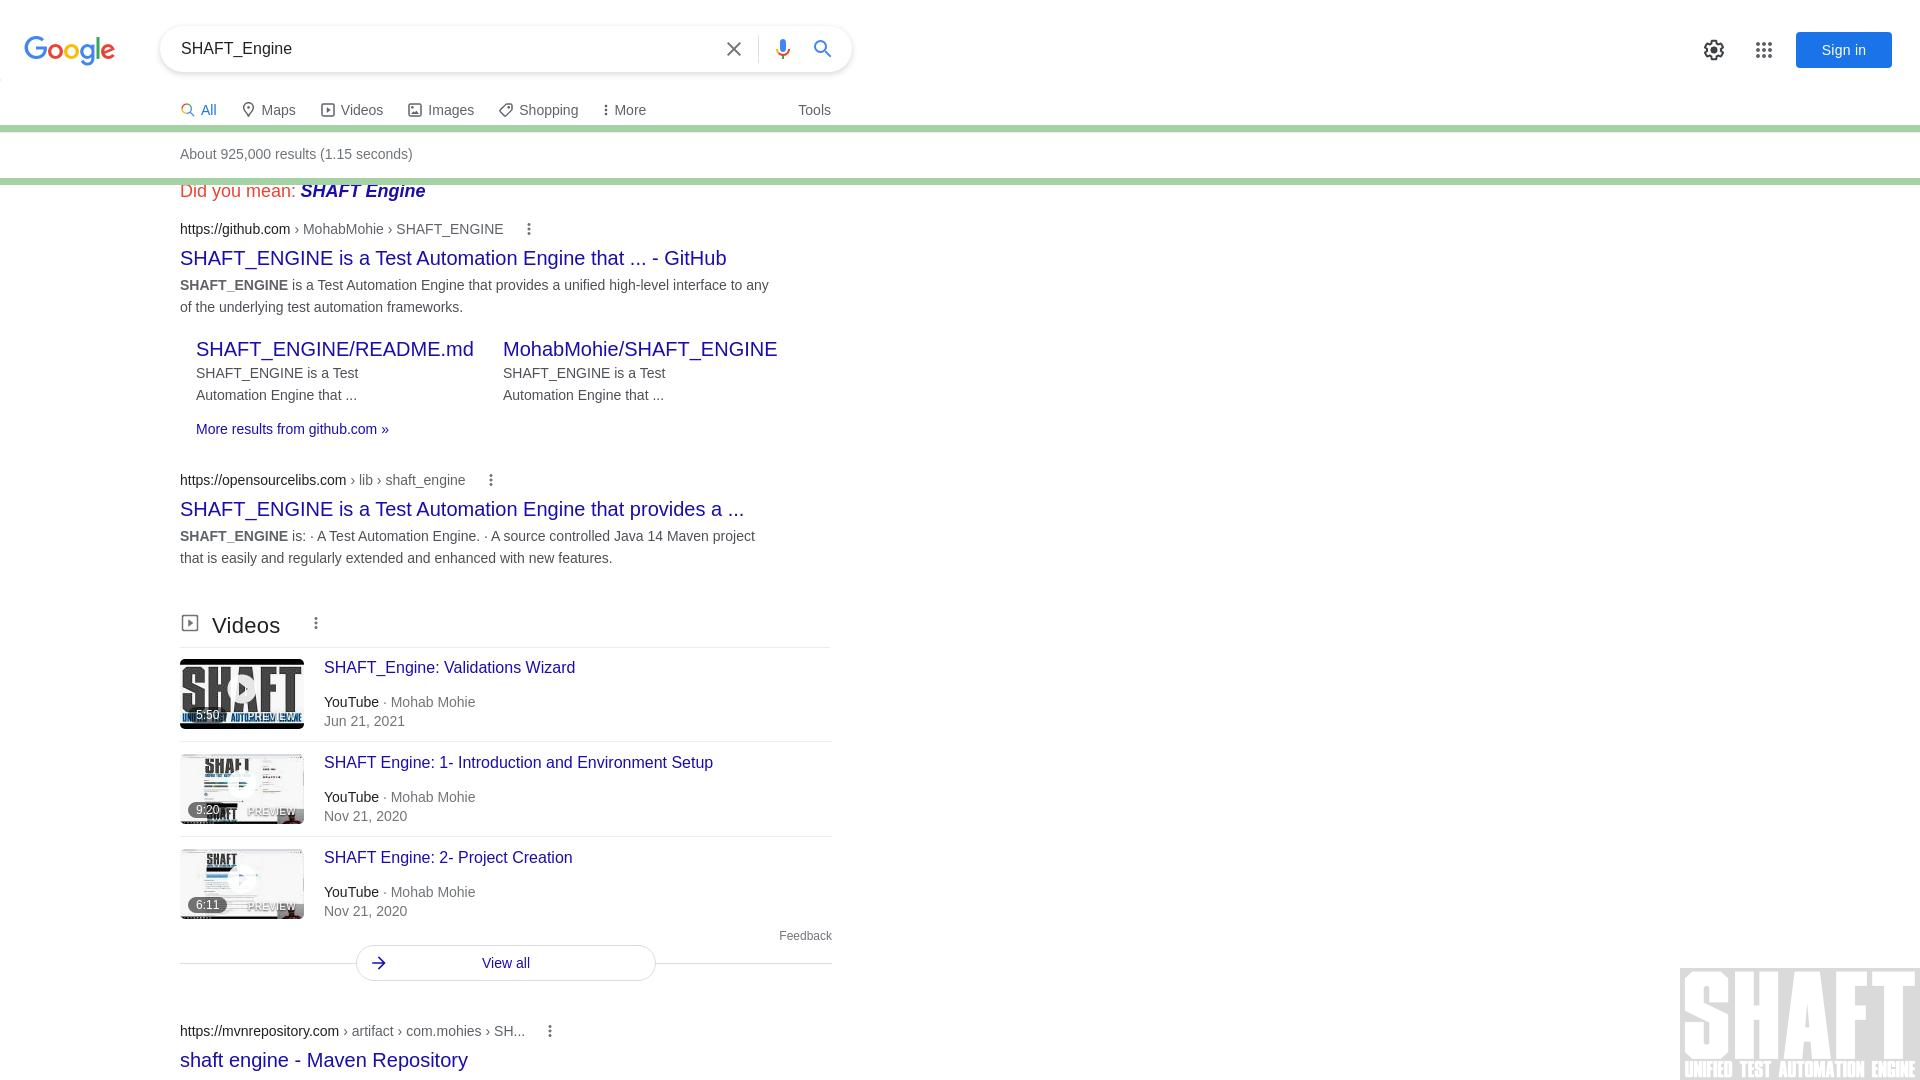 Google
SHAFT_Engine
Sign in
All
Maps
Videos
Images
Shopping
More
Tools
About 925,000 results (1.15 seconds)
Did you mean: SHAFT Engine
https://github.com › MohabMohie › SHAFT_ENGINE
SHAFT_ENGINE is a Test Automation Engine that ... - GitHub
SHAFT_ENGINE is a Test Automation Engine that provides a unified high-level interface to any
of the underlying test automation frameworks.
SHAFT_ENGINE/README.md
SHAFT_ENGINE is a Test
Automation Engine that ...
MohabMohie/SHAFT_ENGINE
SHAFT_ENGINE is a Test
Automation Engine that ...
More results from github.com »
https://opensourcelibs.com › lib › shaft_engine
SHAFT_ENGINE is a Test Automation Engine that provides a ...
SHAFT_ENGINE is: · A Test Automation Engine. · A source controlled Java 14 Maven project
that is easily and regularly extended and enhanced with new features.
Videos
SHAFT
UNIFIED TEST AUTOMATION ENGINE
5:50
PREVIEW
SHAFT_Engine: Validations Wizard
YouTube · Mohab Mohie
Jun 21, 2021
SHAFT
SHAFT
9:20
PREVIEW
SHAFT Engine: 1- Introduction and Environment Setup
YouTube · Mohab Mohie
Nov 21, 2020
SHAFT
6:11
PREVIEW
SHAFT Engine: 2- Project Creation
YouTube · Mohab Mohie
Nov 21, 2020
Feedback
View all
https://mvnrepository.com › artifact › com.mohies › SH...
shaft engine - Maven Repository
SHAFT
UNIFIED TEST AUTOMATION ENGINE